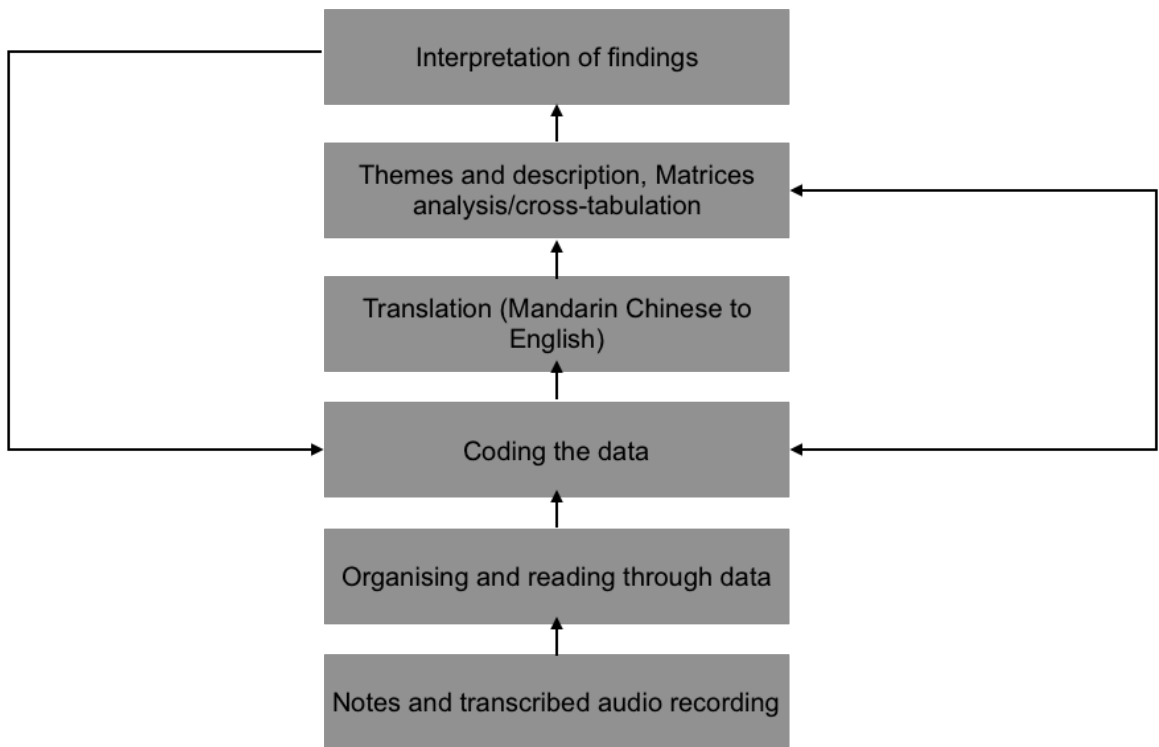 Interpretation of findings
Themes and description, Matrices
analysis/cross-tabulation
Translation (Mandarin Chinese to
English)
Coding the data
Organising and reading through data
Notes and transcribed audio recording